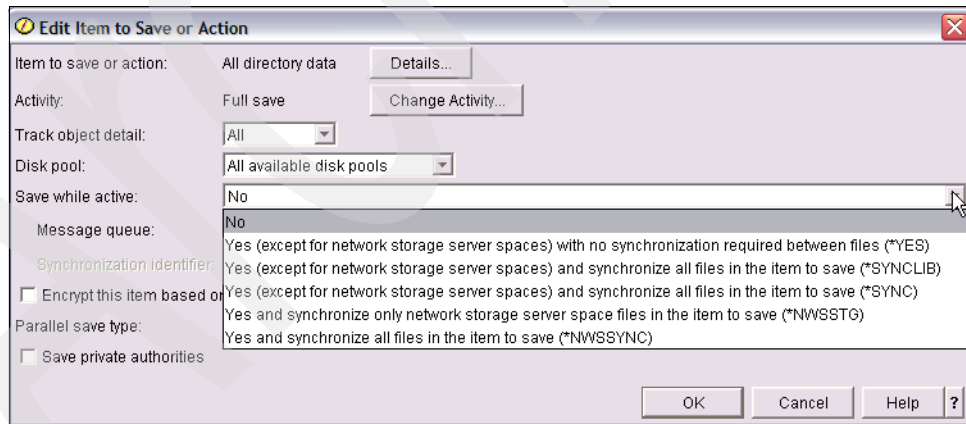 Edit Item to Save or Action
Item to save or action: All directory data Details...
Activity: Full save Change Activity...
Track object detail: All
Disk pool: All available disk pools
Save while active: No
No
Message queue:
Yes (except for network storage server spaces) with no synchronization required between files (*YES)
Synchronization identifier:
Yes (except for network storage server spaces) and synchronize all files in the item to save (*SYNCLIB)
Encrypt this item based
Yes (except for network storage server spaces) and synchronize all files in the item to save (*SYNC)
Yes and synchronize only network storage server space files in the item to save (*NWSSTG)
Parallel save type:
Yes and synchronize all files in the item to save (*NWSSYNC)
Save private authorities
OK Cancel Help ?